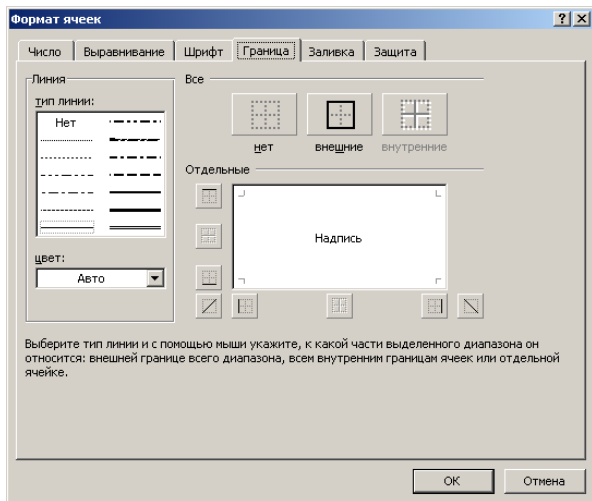 Формат ячеек
Число Выравнивание Шрифт Граница Заливка Защита
Линия
тип линии:
Нет
цвет:
Авто
Все
нет внешние внутренние
Отдельные
Надпись
Выберите тип линии и с помощью мыши укажите, к какой части выделенного диапазона он
относится: внешней границе всего диапазона, всем внутренним границам ячеек или отдельной
ячейке.
ОК Отмена